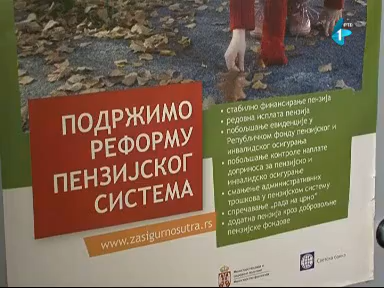 РТС
1
ПОДРЖИМО
РЕФОРМУ
ПЕНЗИЈСКОГ
СИСТЕМА
www.zasigurnosutra.rs
• стабилно финансирање пензија
• редовна исплата пензија
• побољшање евиденције у
Републичком фонду пензијског и
инвалидског осигурања
• побољшање контроле наплате
доприноса за пензијско и
инвалидско осигурање
• смањење административних
трошкова у пензијском систему
• спречавање „рада на црно”
• додатна пензија кроз добровољне
пензијске фондове
Светска банка